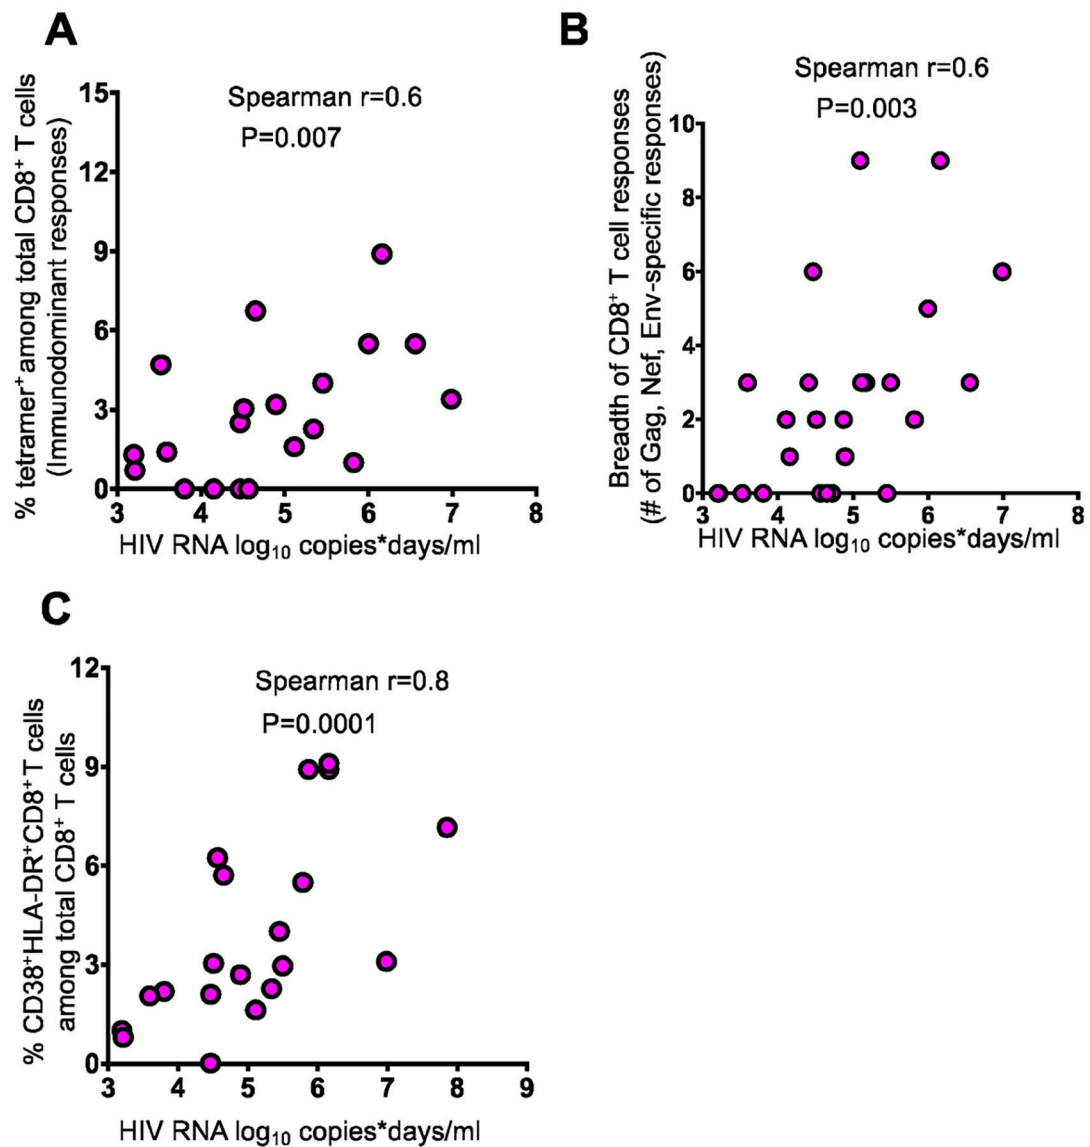 A
% tetramer⁺ among total CD8⁺ T cells
(Immunodominant responses)
Spearman r=0.6
P=0.007
15
12
9
6
3
0
3 4 5 6 7 8
HIV RNA log₁₀ copies*days/ml
B
Breadth of CD8⁺ T cell responses
(# of Gag, Nef, Env-specific responses)
Spearman r=0.6
P=0.003
10
8
6
4
2
0
3 4 5 6 7 8
HIV RNA log₁₀ copies*days/ml
C
% CD38⁺HLA-DR⁺CD8⁺T cells
among total CD8⁺ T cells
Spearman r=0.8
P=0.0001
12
9
6
3
0
3 4 5 6 7 8 9
HIV RNA log₁₀ copies*days/ml